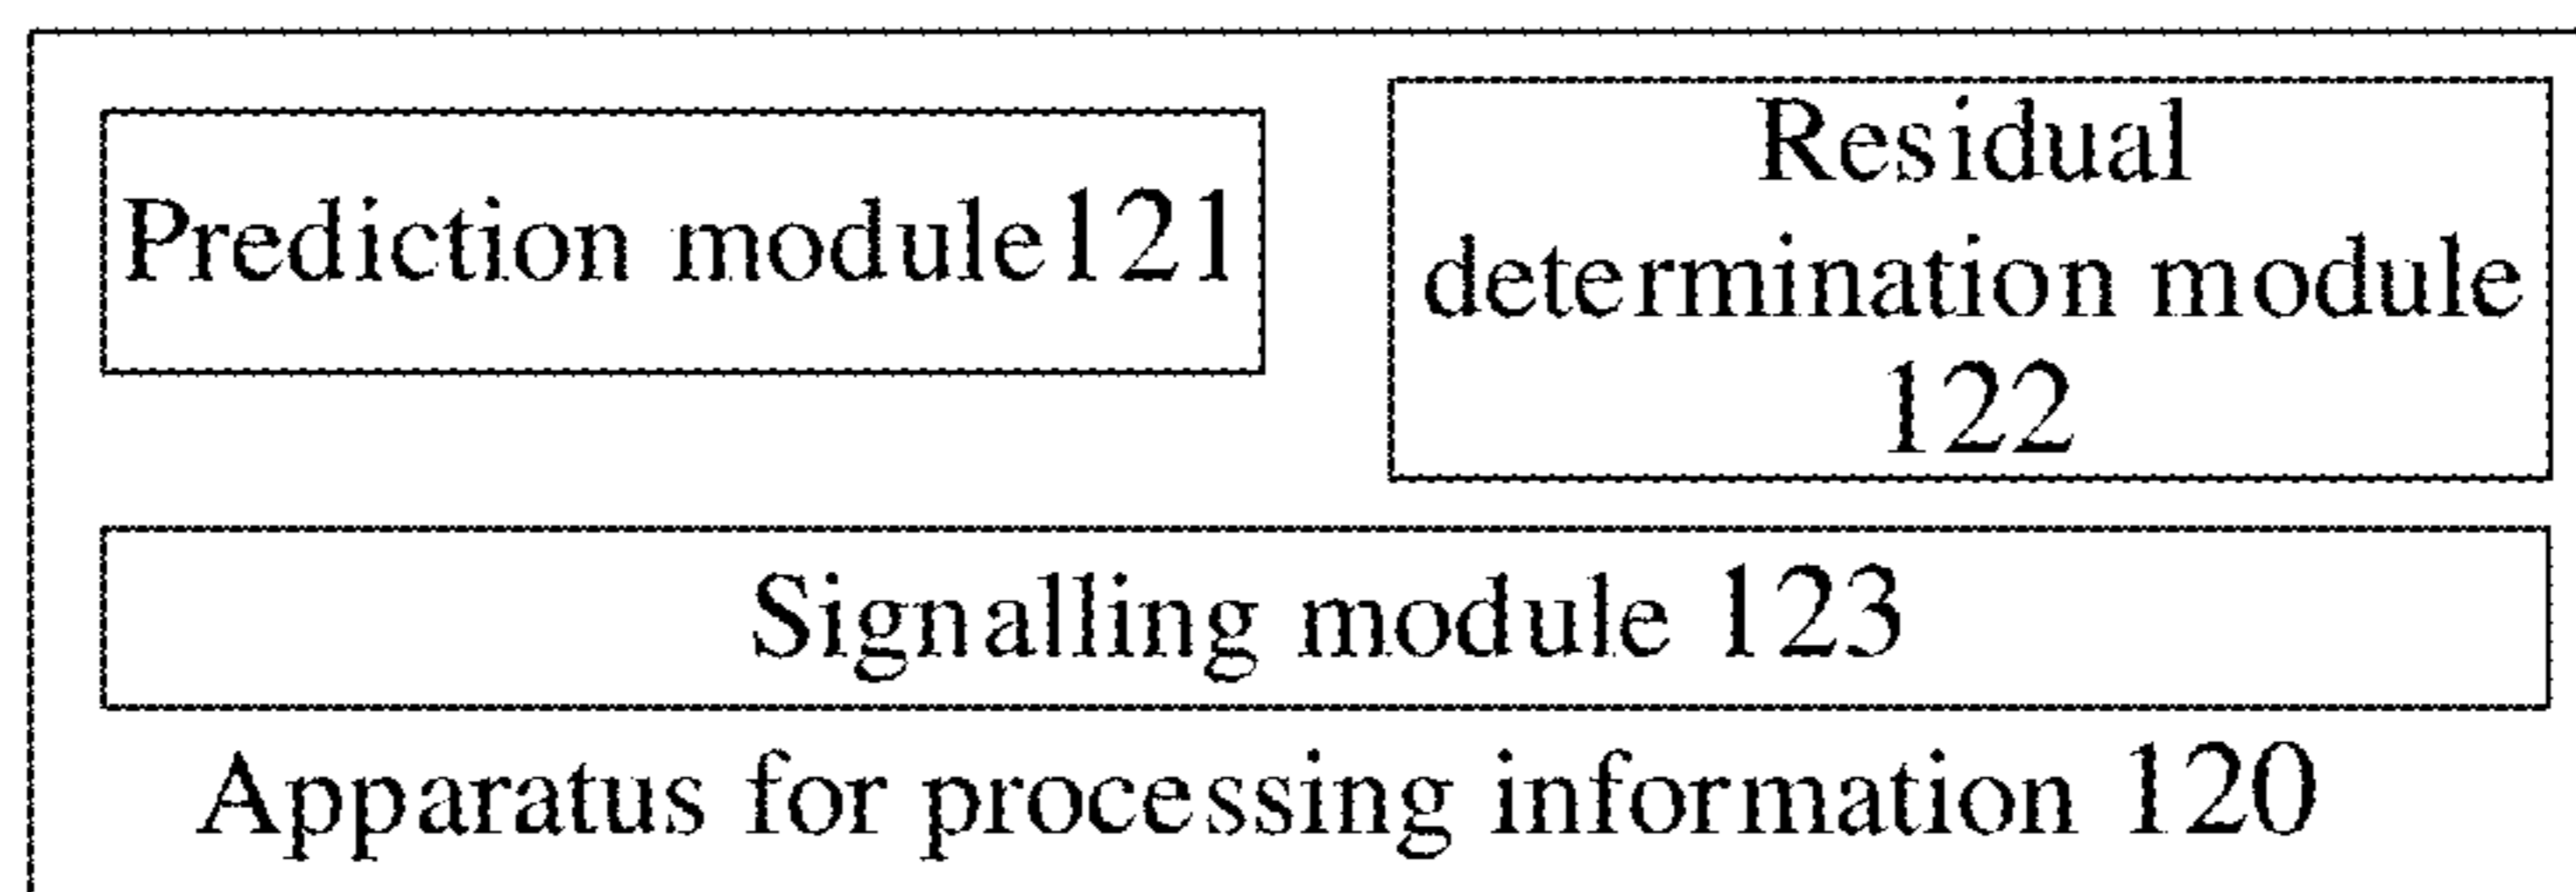 Prediction module121
Residual
determination module
122
Signalling module 123
Apparatus for processing information 120